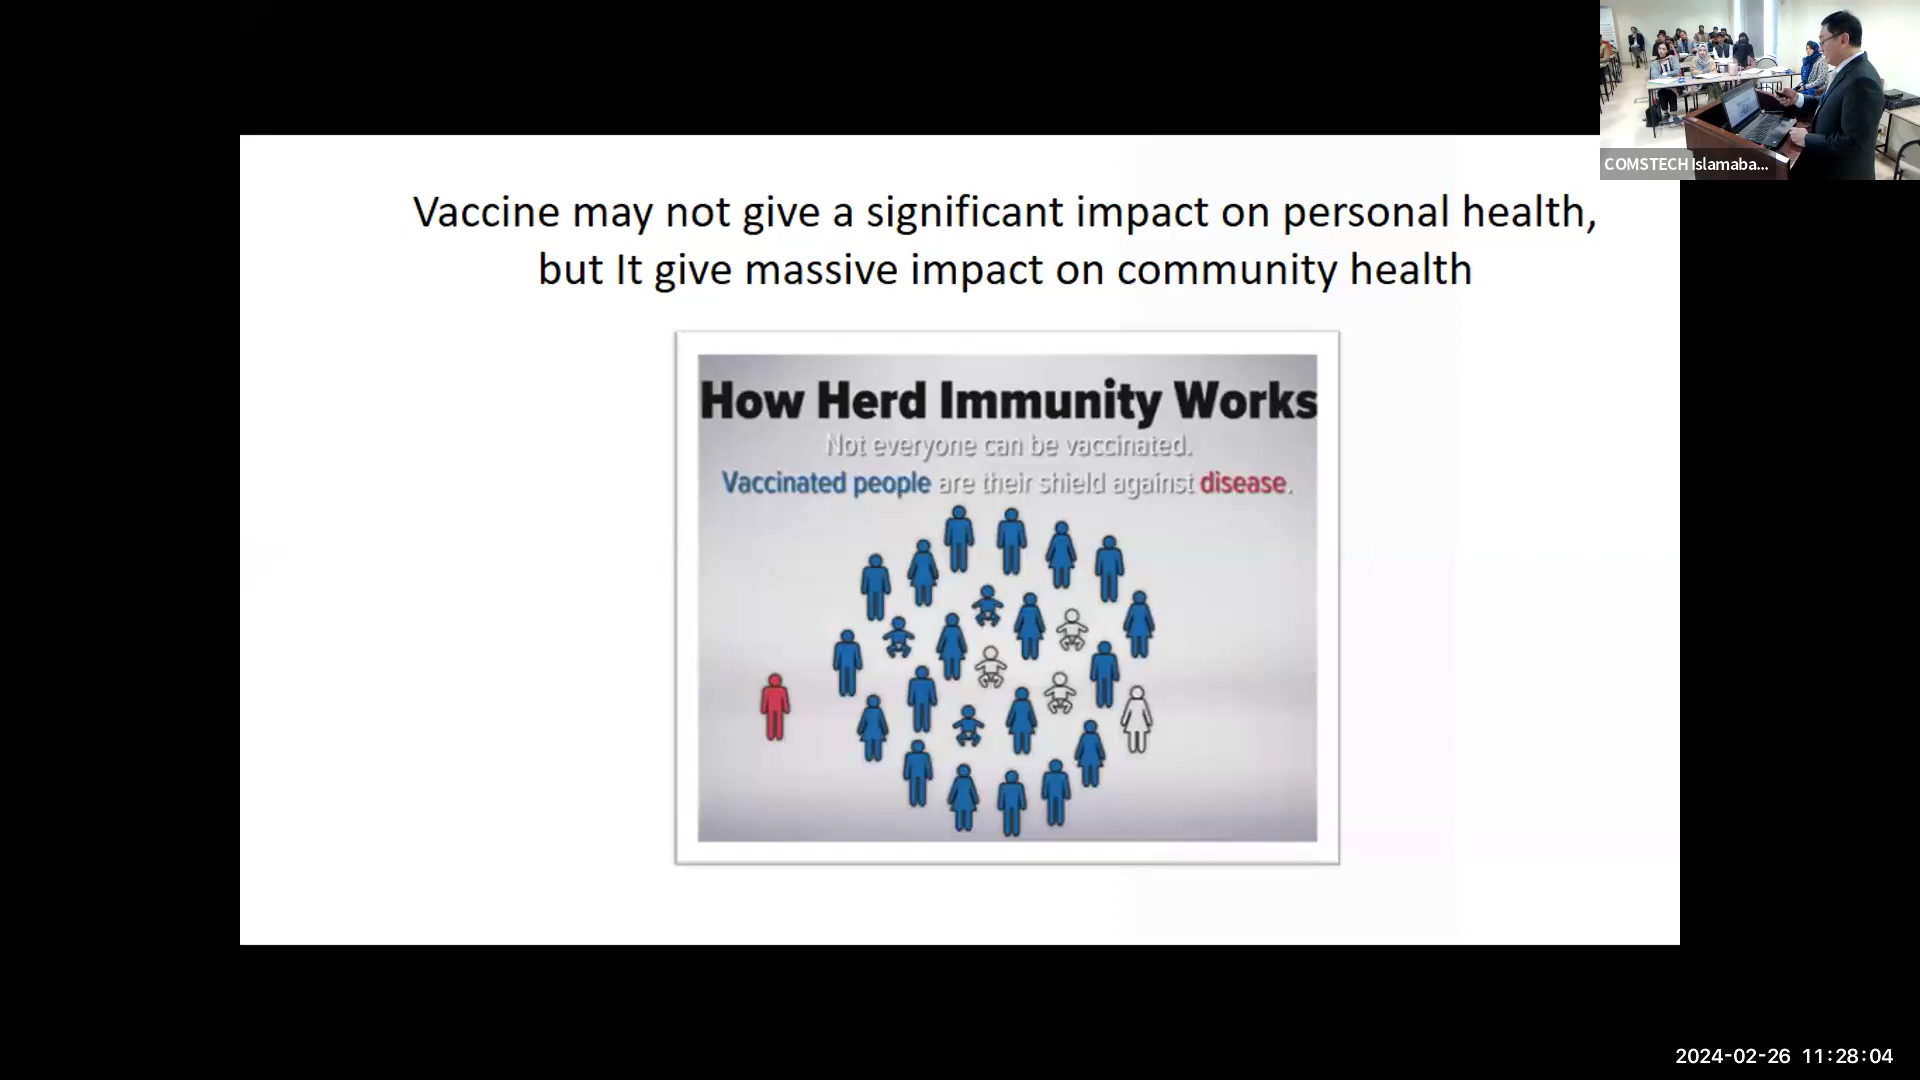 Vaccine may not give a significant impact on personal health,
but It give massive impact on community health
How Herd Immunity Works
Not everyone can be vaccinated.
Vaccinated people are their shield against disease.
COMSTECH Islamaba...
2024-02-26 11:28:04